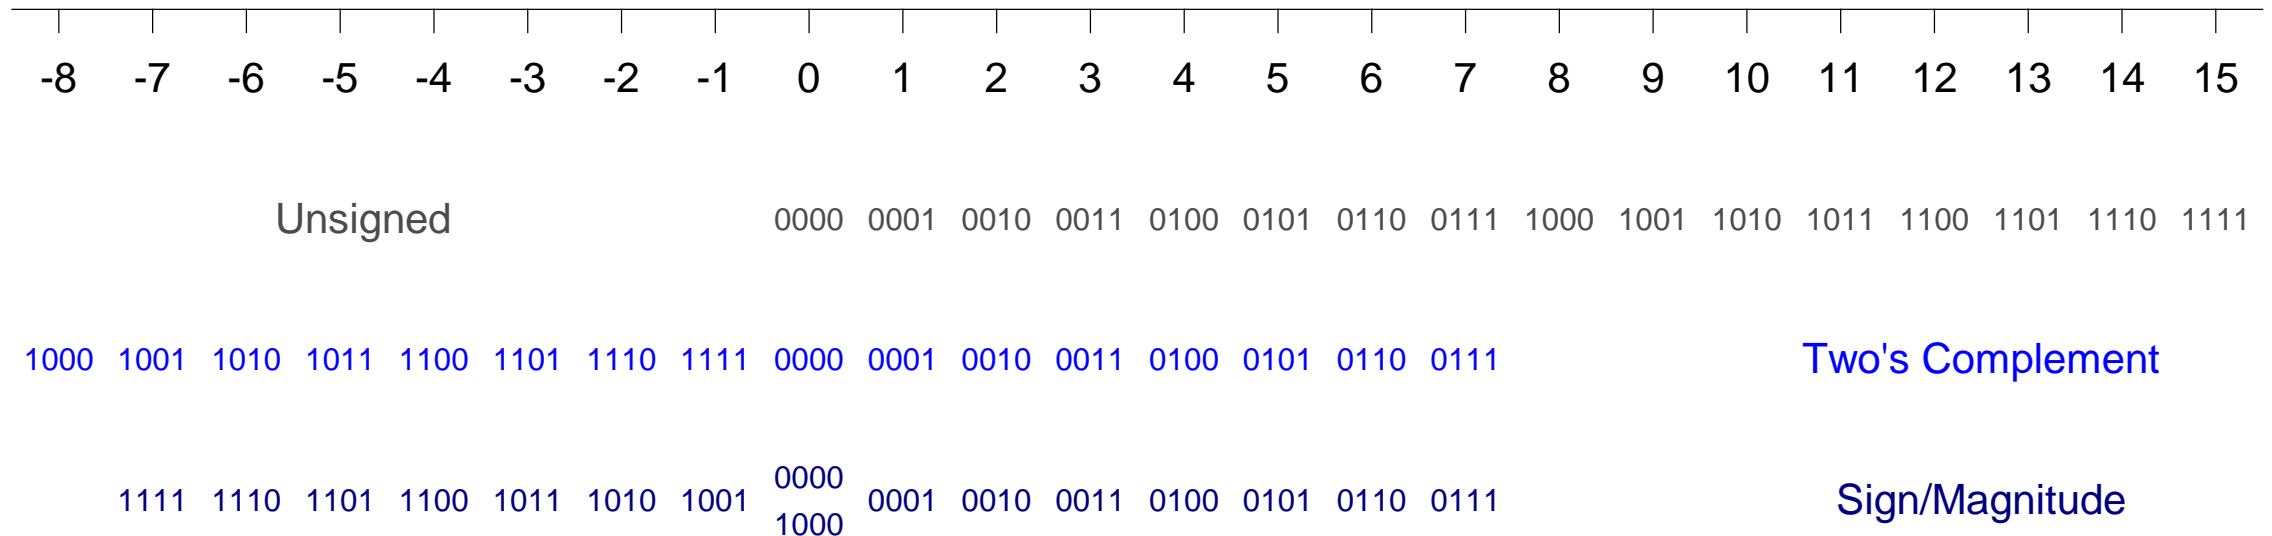 -8 -7 -6 -5 -4 -3 -2 -1 0 1 2 3 4 5 6 7 8 9 10 11 12 13 14 15
Unsigned 0000 0001 0010 0011 0100 0101 0110 0111 1000 1001 1010 1011 1100 1101 1110 1111
1000 1001 1010 1011 1100 1101 1110 1111 0000 0001 0010 0011 0100 0101 0110 0111 Two's Complement
0000
1111 1110 1101 1100 1011 1010 1001 0001 0010 0011 0100 0101 0110 0111 Sign/Magnitude
1000